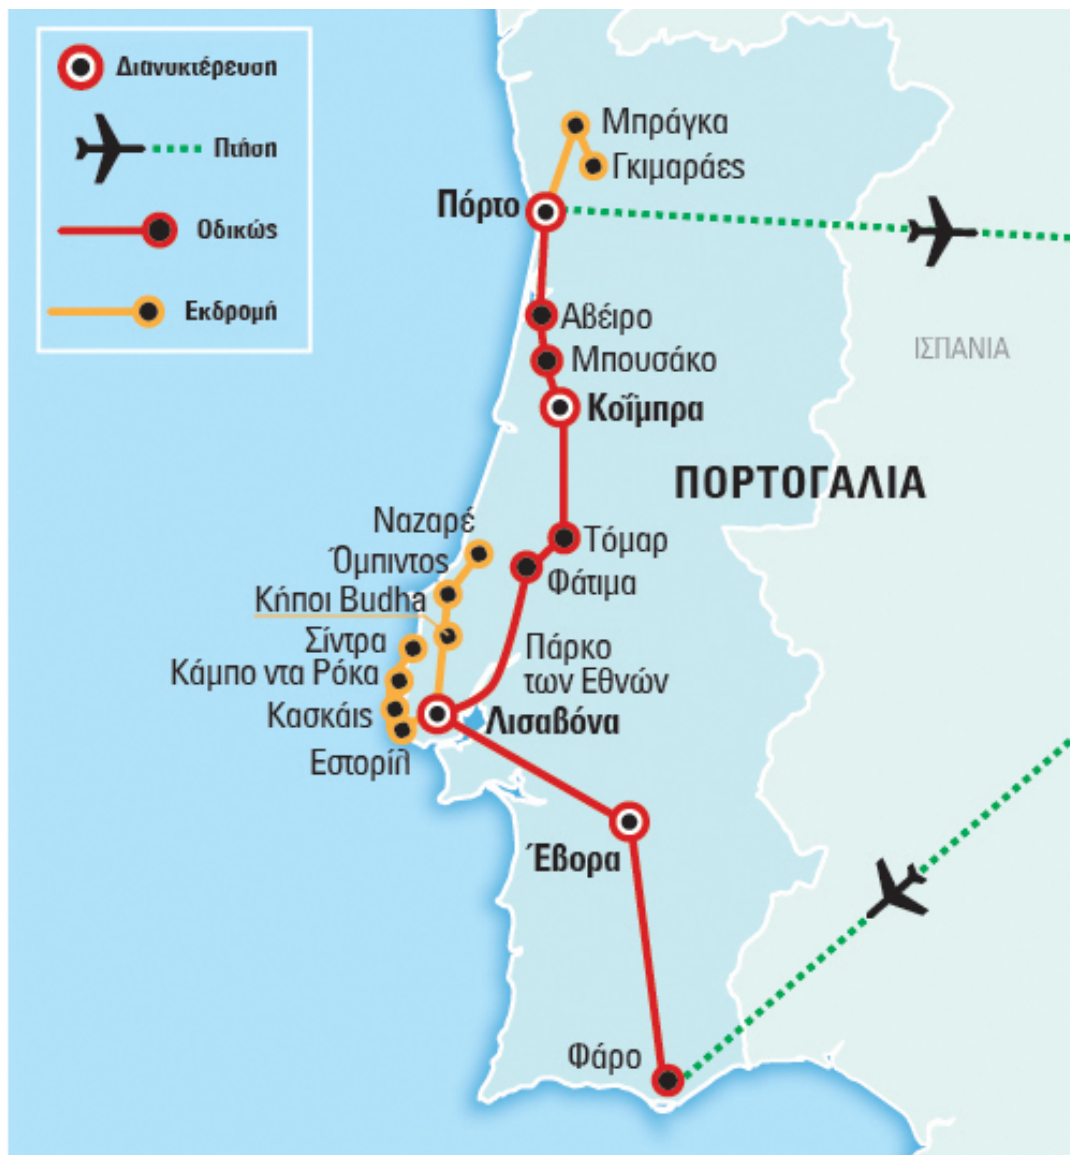 Διανυκτέρευση
Πτήση
Οδικώς
Εκδρομή
Μπράγκα
Γκιμαράες
Πόρτο
Αβέιρο
Μπουσάκο
ΙΣΠΑΝΙΑ
Κοΐμπρα
ΠΟΡΤΟΓΑΛΙΑ
Ναζαρέ
Τόμαρ
Όμπιντος
Φάτιμα
Κήποι Budha
Σίντρα
Πάρκο
των Εθνών
Κάμπο ντα Ρόκα
Κασκάις
Λισαβόνα
Εστορίλ
Έβορα
Φάρο